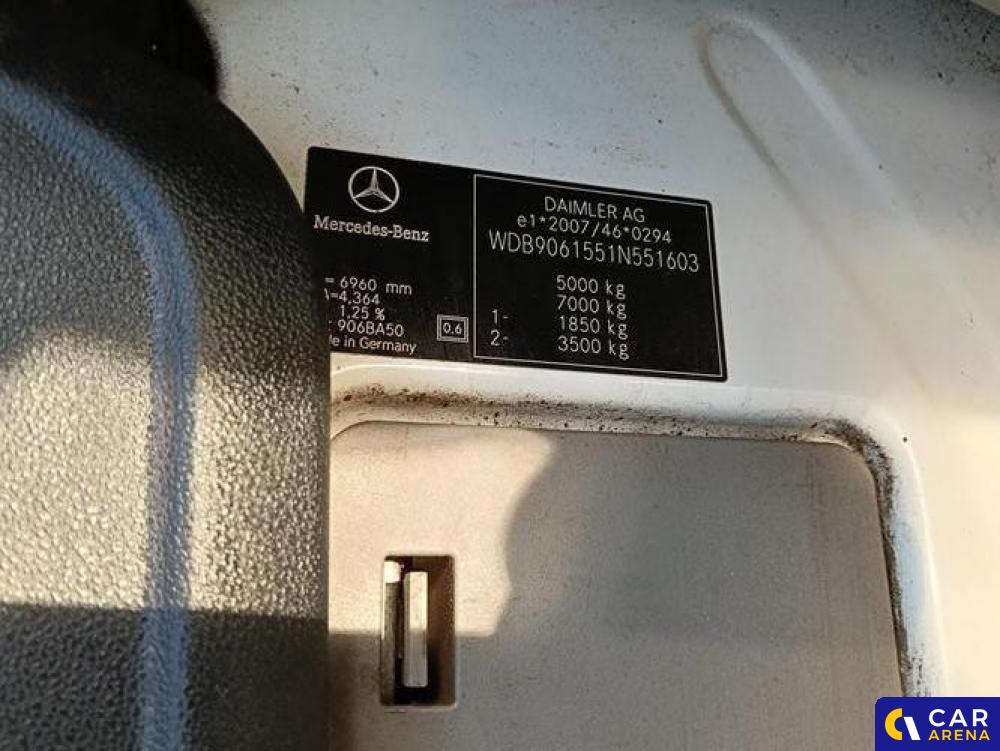 Mercedes-Benz
= 6960 mm
=4,364
1,25 %
906BA50
in Germany
0.6
DAIMLER AG
e1*2007/46*0294
WDB9061551N551603
5000 kg
7000 kg
1- 1850 kg
2- 3500 kg
CAR
ARENA